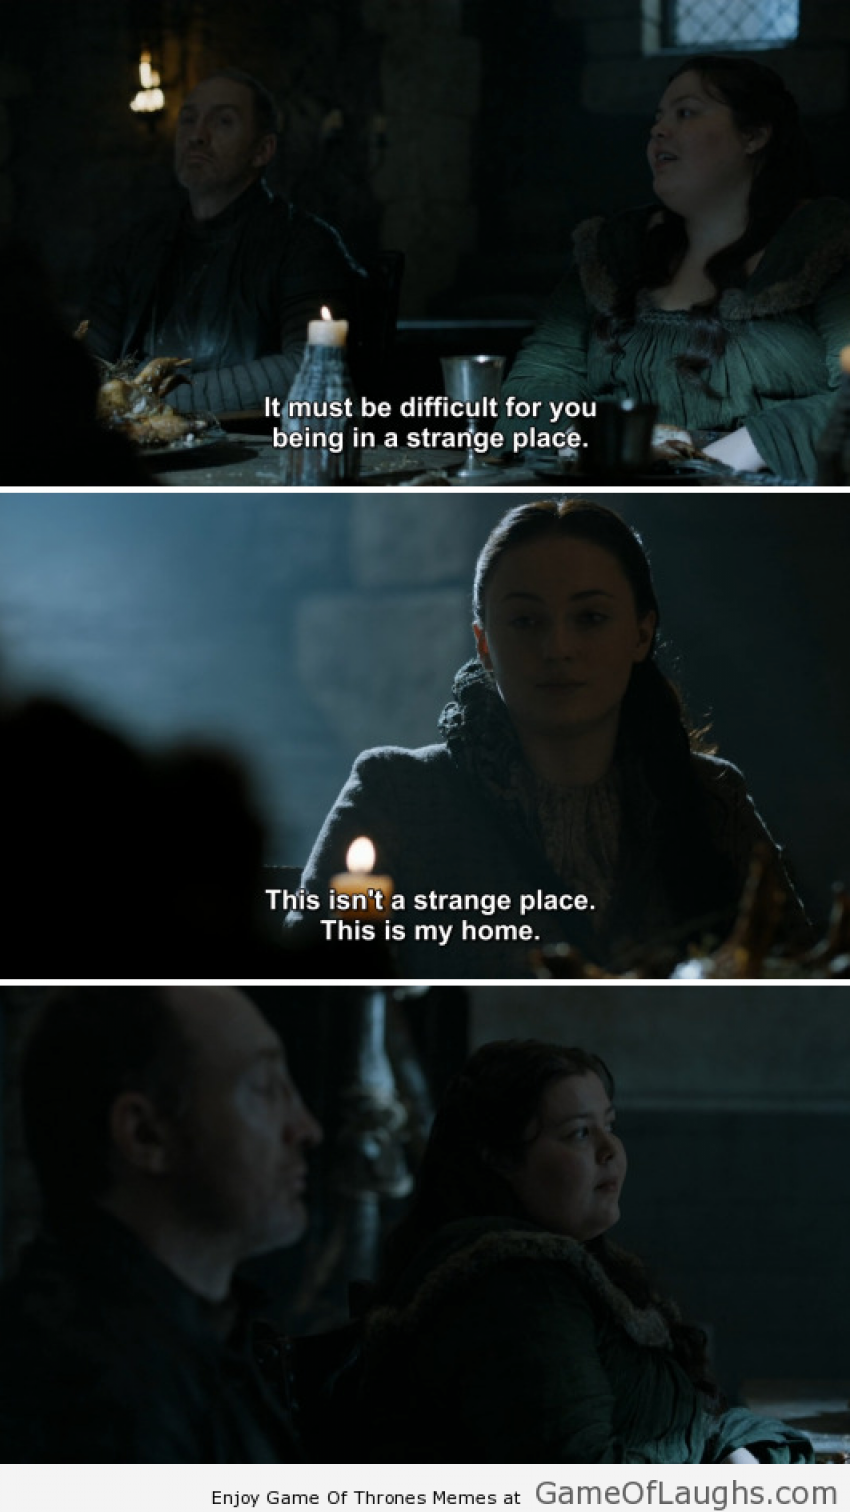 It must be difficult for you
being in a strange place.
This isn't a strange place.
This is my home.
Enjoy Game Of Thrones Memes at GameOfLaughs.com